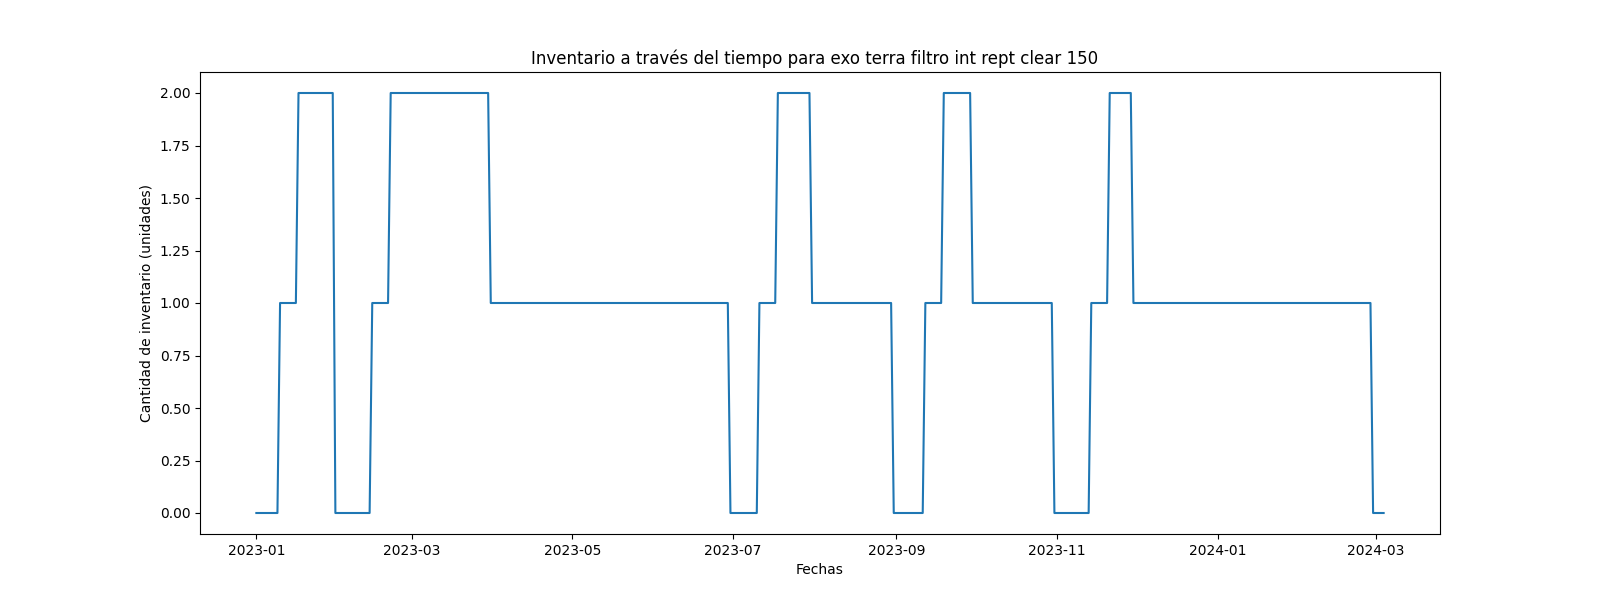 Inventario a través del tiempo para exo terra filtro int rept clear 150
Cantidad de inventario (unidades)
2.00
1.75
1.50
1.25
1.00
0.75
0.50
0.25
0.00
2023-01 2023-03 2023-05 2023-07 2023-09 2023-11 2024-01 2024-03
Fechas